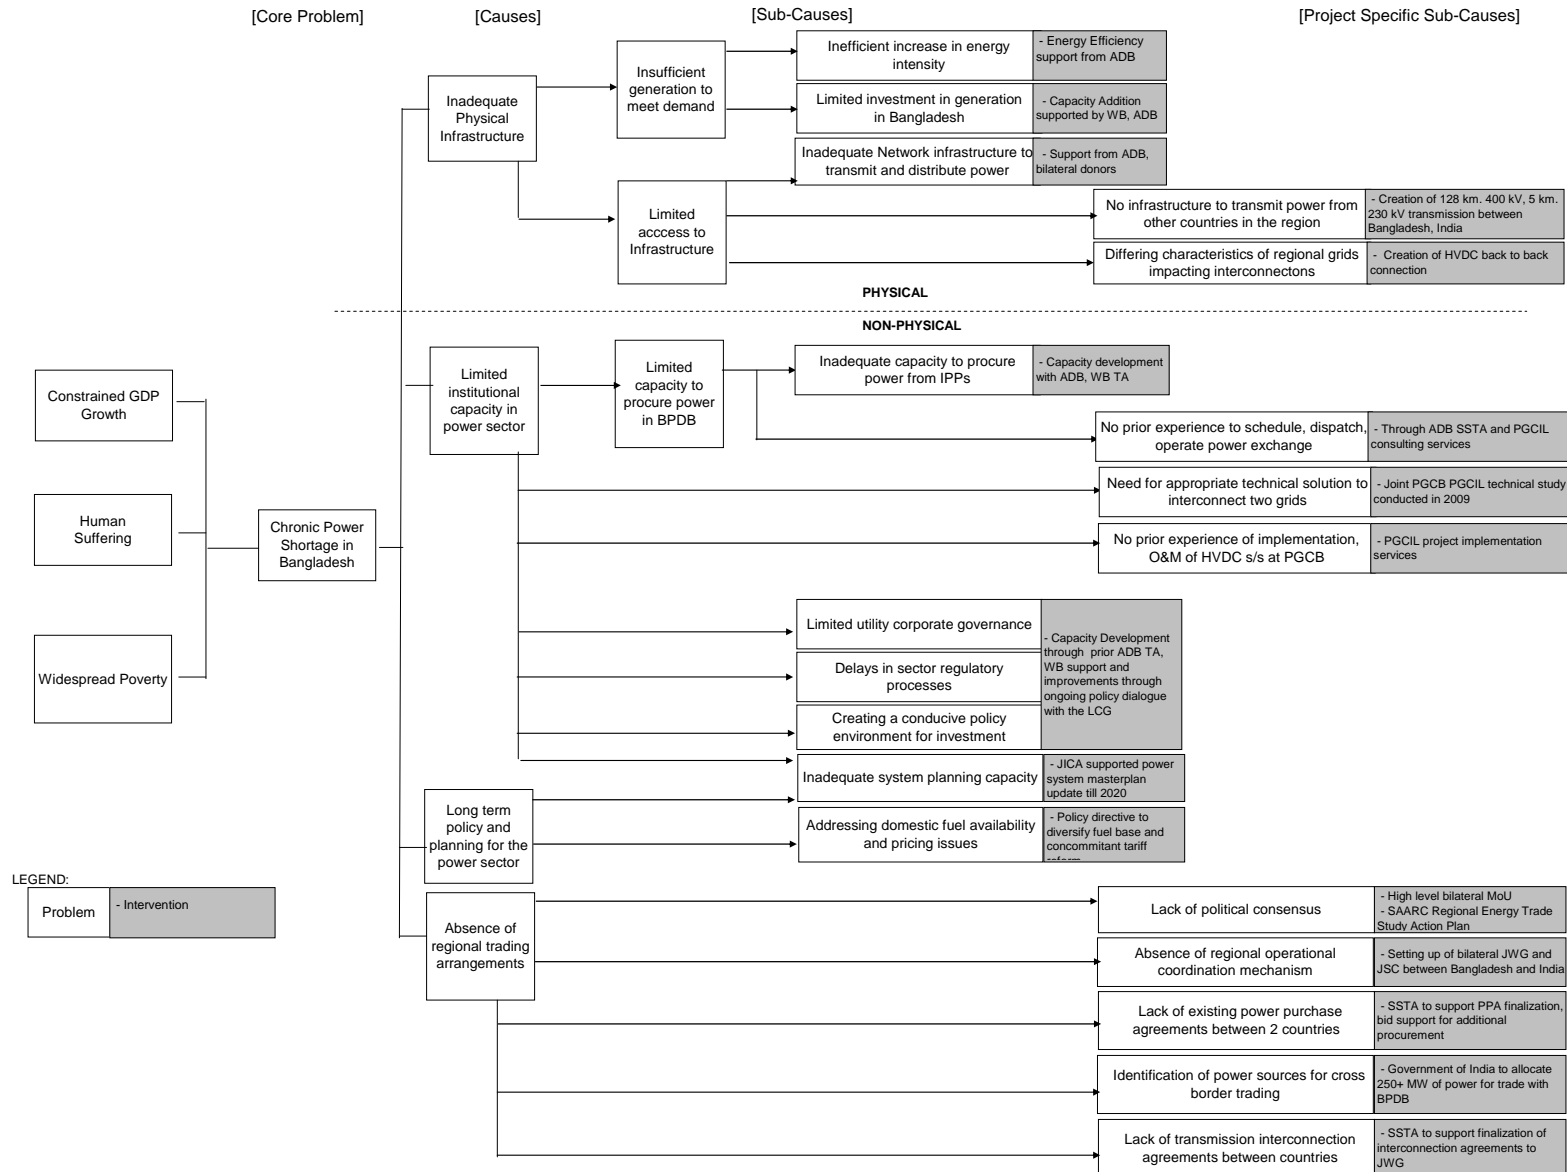 [Core Problem]
[Causes]
[Sub-Causes]
[Project Specific Sub-Causes]
Inadequate
Physical
Infrastructure
Insufficient
generation to
meet demand
Inefficient increase in energy
intensity
- Energy Efficiency
support from ADB
Limited investment in generation
in Bangladesh
- Capacity Addition
supported by WB, ADB
Inadequate Network infrastructure to
transmit and distribute power
- Support from ADB,
bilateral donors
Limited
acccess to
Infrastructure
No infrastructure to transmit power from
other countries in the region
- Creation of 128 km. 400 kV, 5 km.
230 kV transmission between
Bangladesh, India
Differing characteristics of regional grids
impacting interconnectons
- Creation of HVDC back to back
connection
PHYSICAL
NON-PHYSICAL
Constrained GDP
Growth
Human
Suffering
Widespread Poverty
Chronic Power
Shortage in
Bangladesh
Limited
institutional
capacity in
power sector
Limited
capacity to
procure power
in BPDB
Inadequate capacity to procure
power from IPPs
- Capacity development
with ADB, WB TA
No prior experience to schedule, dispatch,
operate power exchange
- Through ADB SSTA and PGCIL
consulting services
Need for appropriate technical solution to
interconnect two grids
- Joint PGCB PGCIL technical study
conducted in 2009
No prior experience of implementation,
O&M of HVDC s/s at PGCB
- PGCIL project implementation
services
Limited utility corporate governance
Delays in sector regulatory
processes
Creating a conducive policy
environment for investment
- Capacity Development
through prior ADB TA,
WB support and
improvements through
ongoing policy dialogue
with the LCG
Inadequate system planning capacity
- JICA supported power
system masterplan
update till 2020
Long term
policy and
planning for the
power sector
Addressing domestic fuel availability
and pricing issues
- Policy directive to
diversify fuel base and
concommitant tariff
reform
LEGEND:
Problem
- Intervention
Absence of
regional trading
arrangements
Lack of political consensus
- High level bilateral MoU
- SAARC Regional Energy Trade
Study Action Plan
Absence of regional operational
coordination mechanism
- Setting up of bilateral JWG and
JSC between Bangladesh and India
Lack of existing power purchase
agreements between 2 countries
- SSTA to support PPA finalization,
bid support for additional
procurement
Identification of power sources for cross
border trading
- Government of India to allocate
250+ MW of power for trade with
BPDB
Lack of transmission interconnection
agreements between countries
- SSTA to support finalization of
interconnection agreements to
JWG